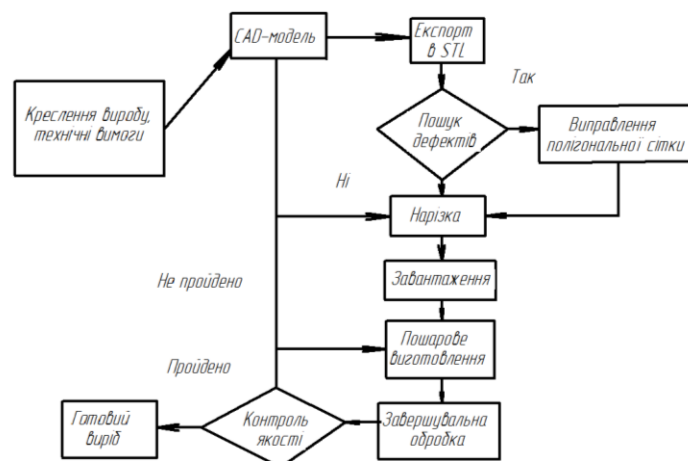 CAD-модель
Експорт
в STL
Так
Креслення виробу,
технічні вимоги
Пошук
дефектів
Виправлення
полігональної сітки
Ні
Нарізка
Завантаження
Не пройдено
Пошарове
виготовлення
Пройдено
Готовий
виріб
Контроль
якості
Завершувальна
обробка